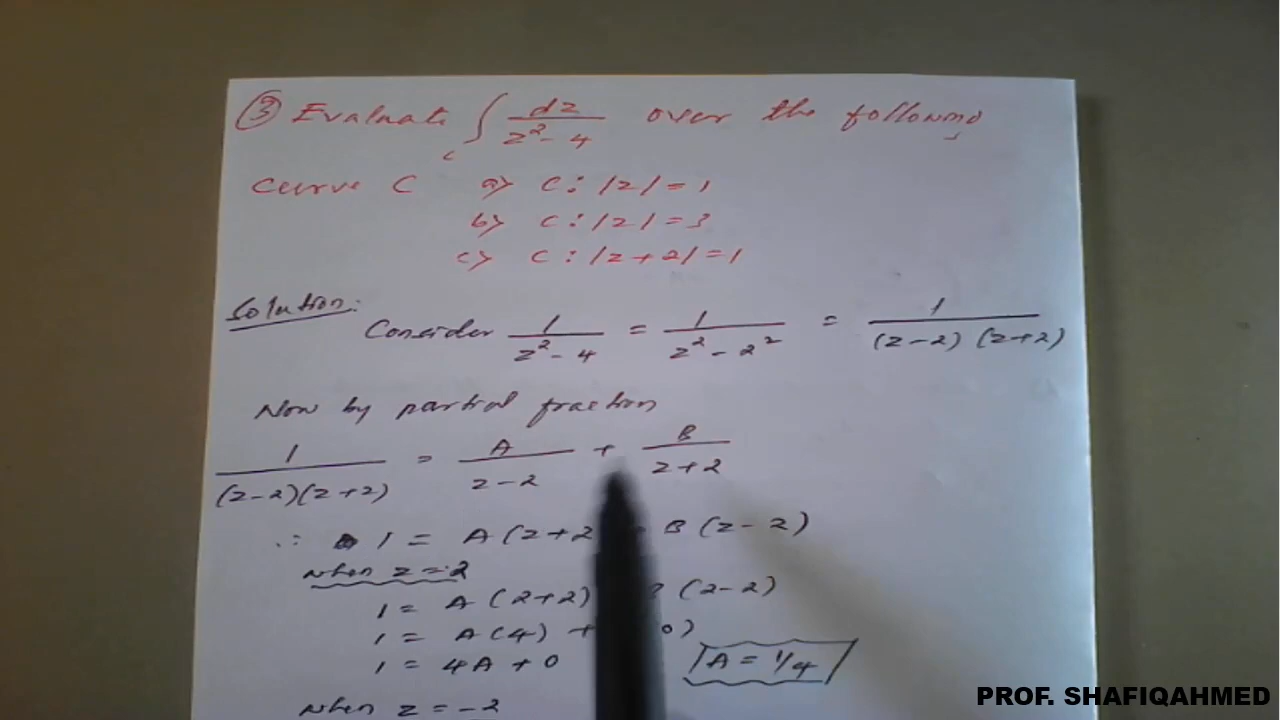 ③ Evaluate ∫_C dz / (z² - 4) over the following
curve C a) C : |z| = 1
b) C : |z| = 3
c) C : |z+2| = 1
Solution:
Consider 1 / (z² - 4) = 1 / (z² - 2²) = 1 / ((z-2) (z+2))
Now by partial fraction
1 / ((z-2)(z+2)) = A / (z-2) + B / (z+2)
∴ 1 = A(z+2 B(z-2)
when z=2
1 = A(2+2) (2-2)
1 = A(4) + 0)
1 = 4A + 0 A = 1/4
when z = -2
PROF. SHAFIQAHMED